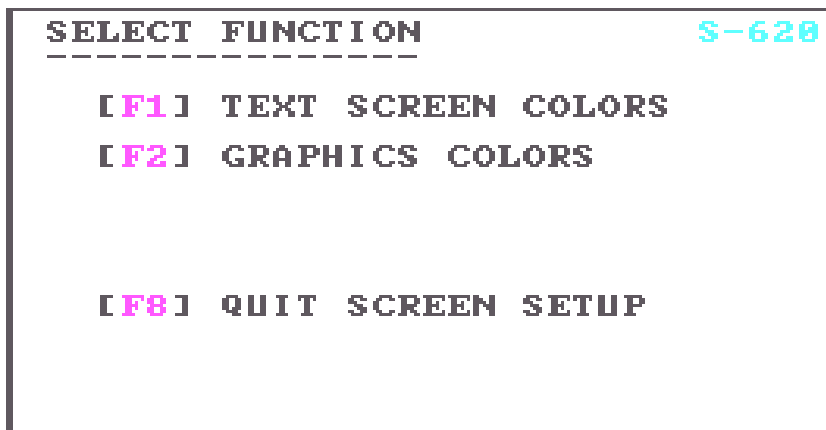 SELECT FUNCTION S-620
[F1] TEXT SCREEN COLORS
[F2] GRAPHICS COLORS
[F8] QUIT SCREEN SETUP